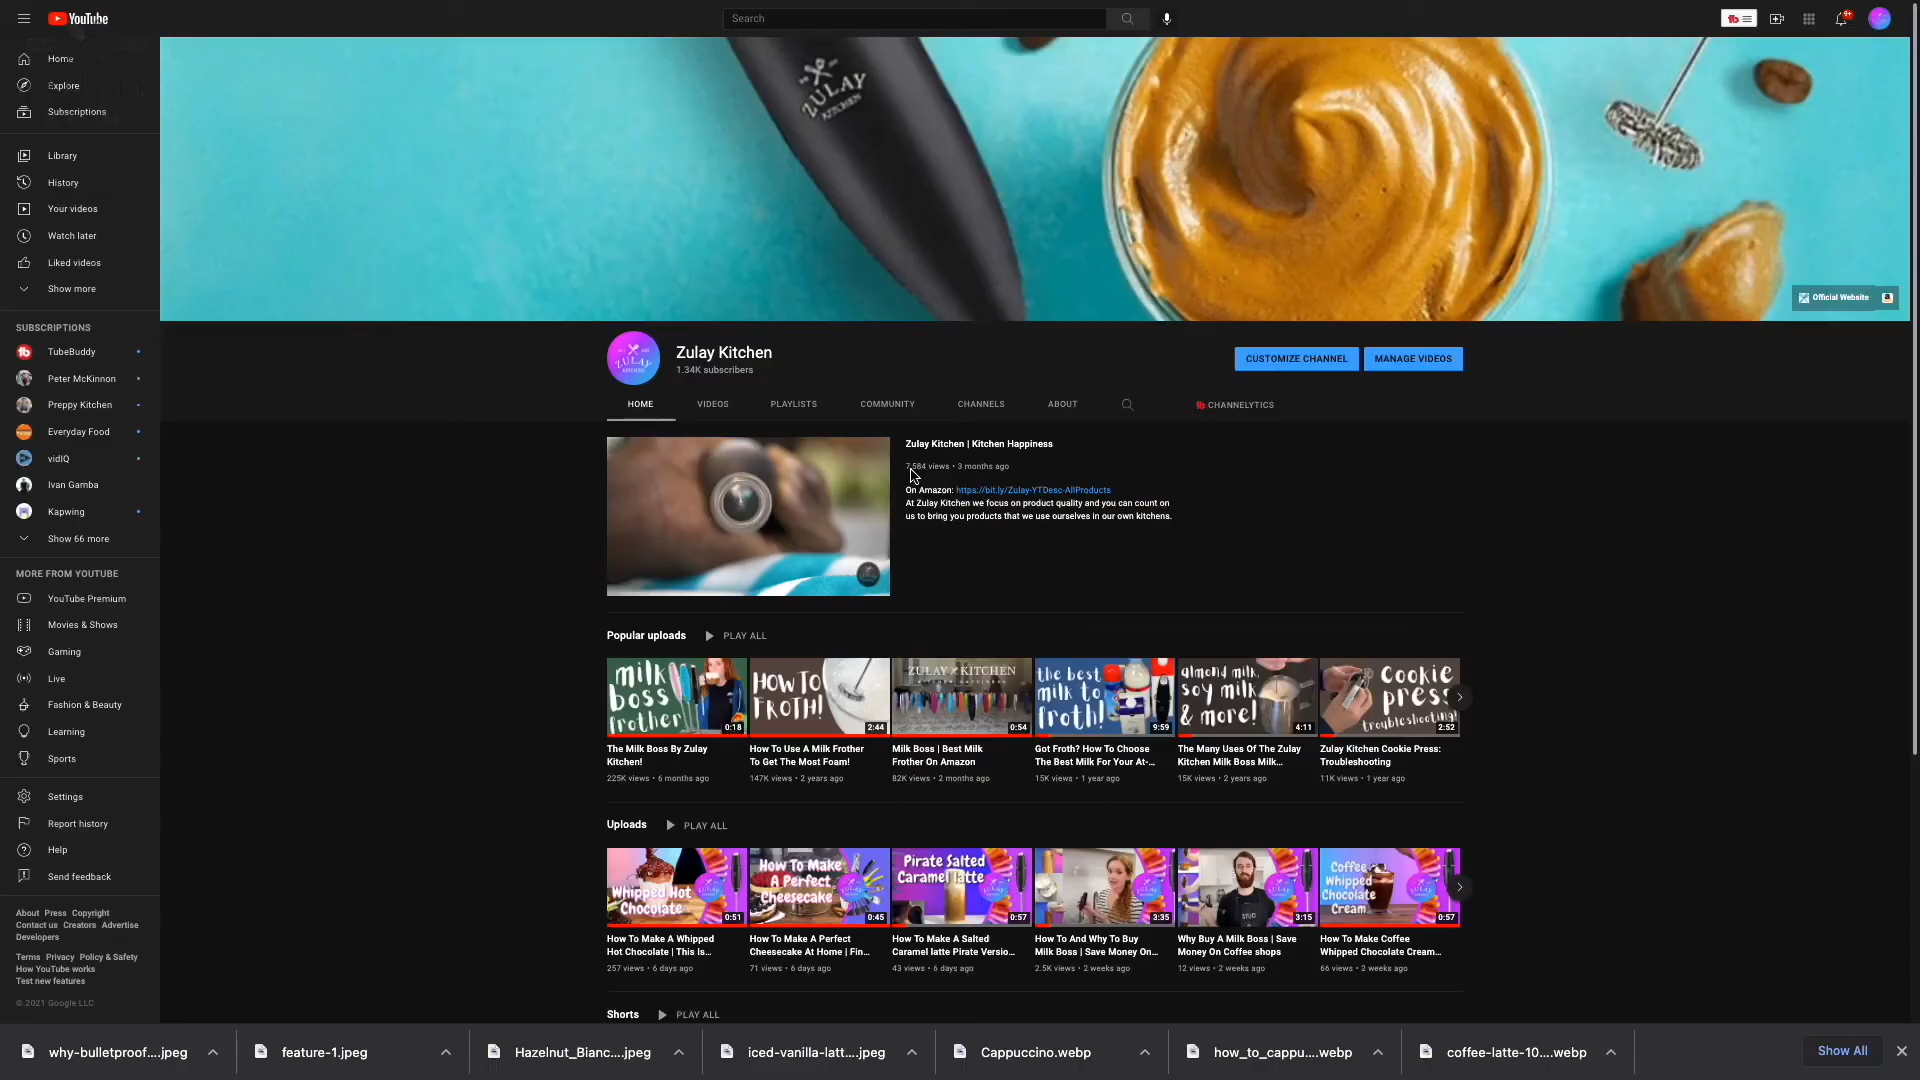 YouTube
Search
9+
Home
Explore
Subscriptions
Library
History
Your videos
Watch later
Liked videos
Show more
SUBSCRIPTIONS
TubeBuddy
Peter McKinnon
Preppy Kitchen
Everyday Food
vidIQ
Ivan Gamba
Kapwing
Show 66 more
MORE FROM YOUTUBE
YouTube Premium
Movies & Shows
Gaming
Live
Fashion & Beauty
Learning
Sports
Settings
Report history
Help
Send feedback
About Press Copyright
Contact us Creators Advertise
Developers
Terms Privacy Policy & Safety
How YouTube works
Test new features
© 2021 Google LLC
ZULAY
KITCHEN
Official Website
ZULAY
Zulay Kitchen
1.34K subscribers
CUSTOMIZE CHANNEL
MANAGE VIDEOS
HOME VIDEOS PLAYLISTS COMMUNITY CHANNELS ABOUT CHANNELYTICS
Zulay Kitchen | Kitchen Happiness
7,584 views • 3 months ago
On Amazon: https://bit.ly/Zulay-YTDesc-AllProducts
At Zulay Kitchen we focus on product quality and you can count on
us to bring you products that we use ourselves in our own kitchens.
Popular uploads PLAY ALL
milk
boss
frother
0:18
The Milk Boss By Zulay
Kitchen!
225K views • 6 months ago
HOW TO
FROTH!
2:44
How To Use A Milk Frother
To Get The Most Foam!
147K views • 2 years ago
ZULAY KITCHEN
0:54
Milk Boss | Best Milk
Frother On Amazon
82K views • 2 months ago
the best
milk to
froth!
9:59
Got Froth? How To Choose
The Best Milk For Your At-...
15K views • 1 year ago
almond milk,
soy milk
& more!
4:11
The Many Uses Of The Zulay
Kitchen Milk Boss Milk...
15K views • 2 years ago
cookie
press
troubleshooting!
2:52
Zulay Kitchen Cookie Press:
Troubleshooting
11K views • 1 year ago
Uploads PLAY ALL
Whipped Hot
Chocolate
0:51
How To Make A Whipped
Hot Chocolate | This Is...
257 views • 6 days ago
How To Make
A Perfect
Cheesecake
0:45
How To Make A Perfect
Cheesecake At Home | Fin...
71 views • 6 days ago
Pirate Salted
Caramel latte
0:57
How To Make A Salted
Caramel latte Pirate Versio...
43 views • 6 days ago
3:35
How To And Why To Buy
Milk Boss | Save Money On...
2.5K views • 2 weeks ago
3:15
Why Buy A Milk Boss | Save
Money On Coffee shops
12 views • 2 weeks ago
Coffee
Whipped
Chocolate
Cream
0:57
How To Make Coffee
Whipped Chocolate Cream...
66 views • 2 weeks ago
Shorts PLAY ALL
why-bulletproof....jpeg
feature-1.jpeg
Hazelnut_Bianc....jpeg
iced-vanilla-latt....jpeg
Cappuccino.webp
how_to_cappu....webp
coffee-latte-10....webp
Show All